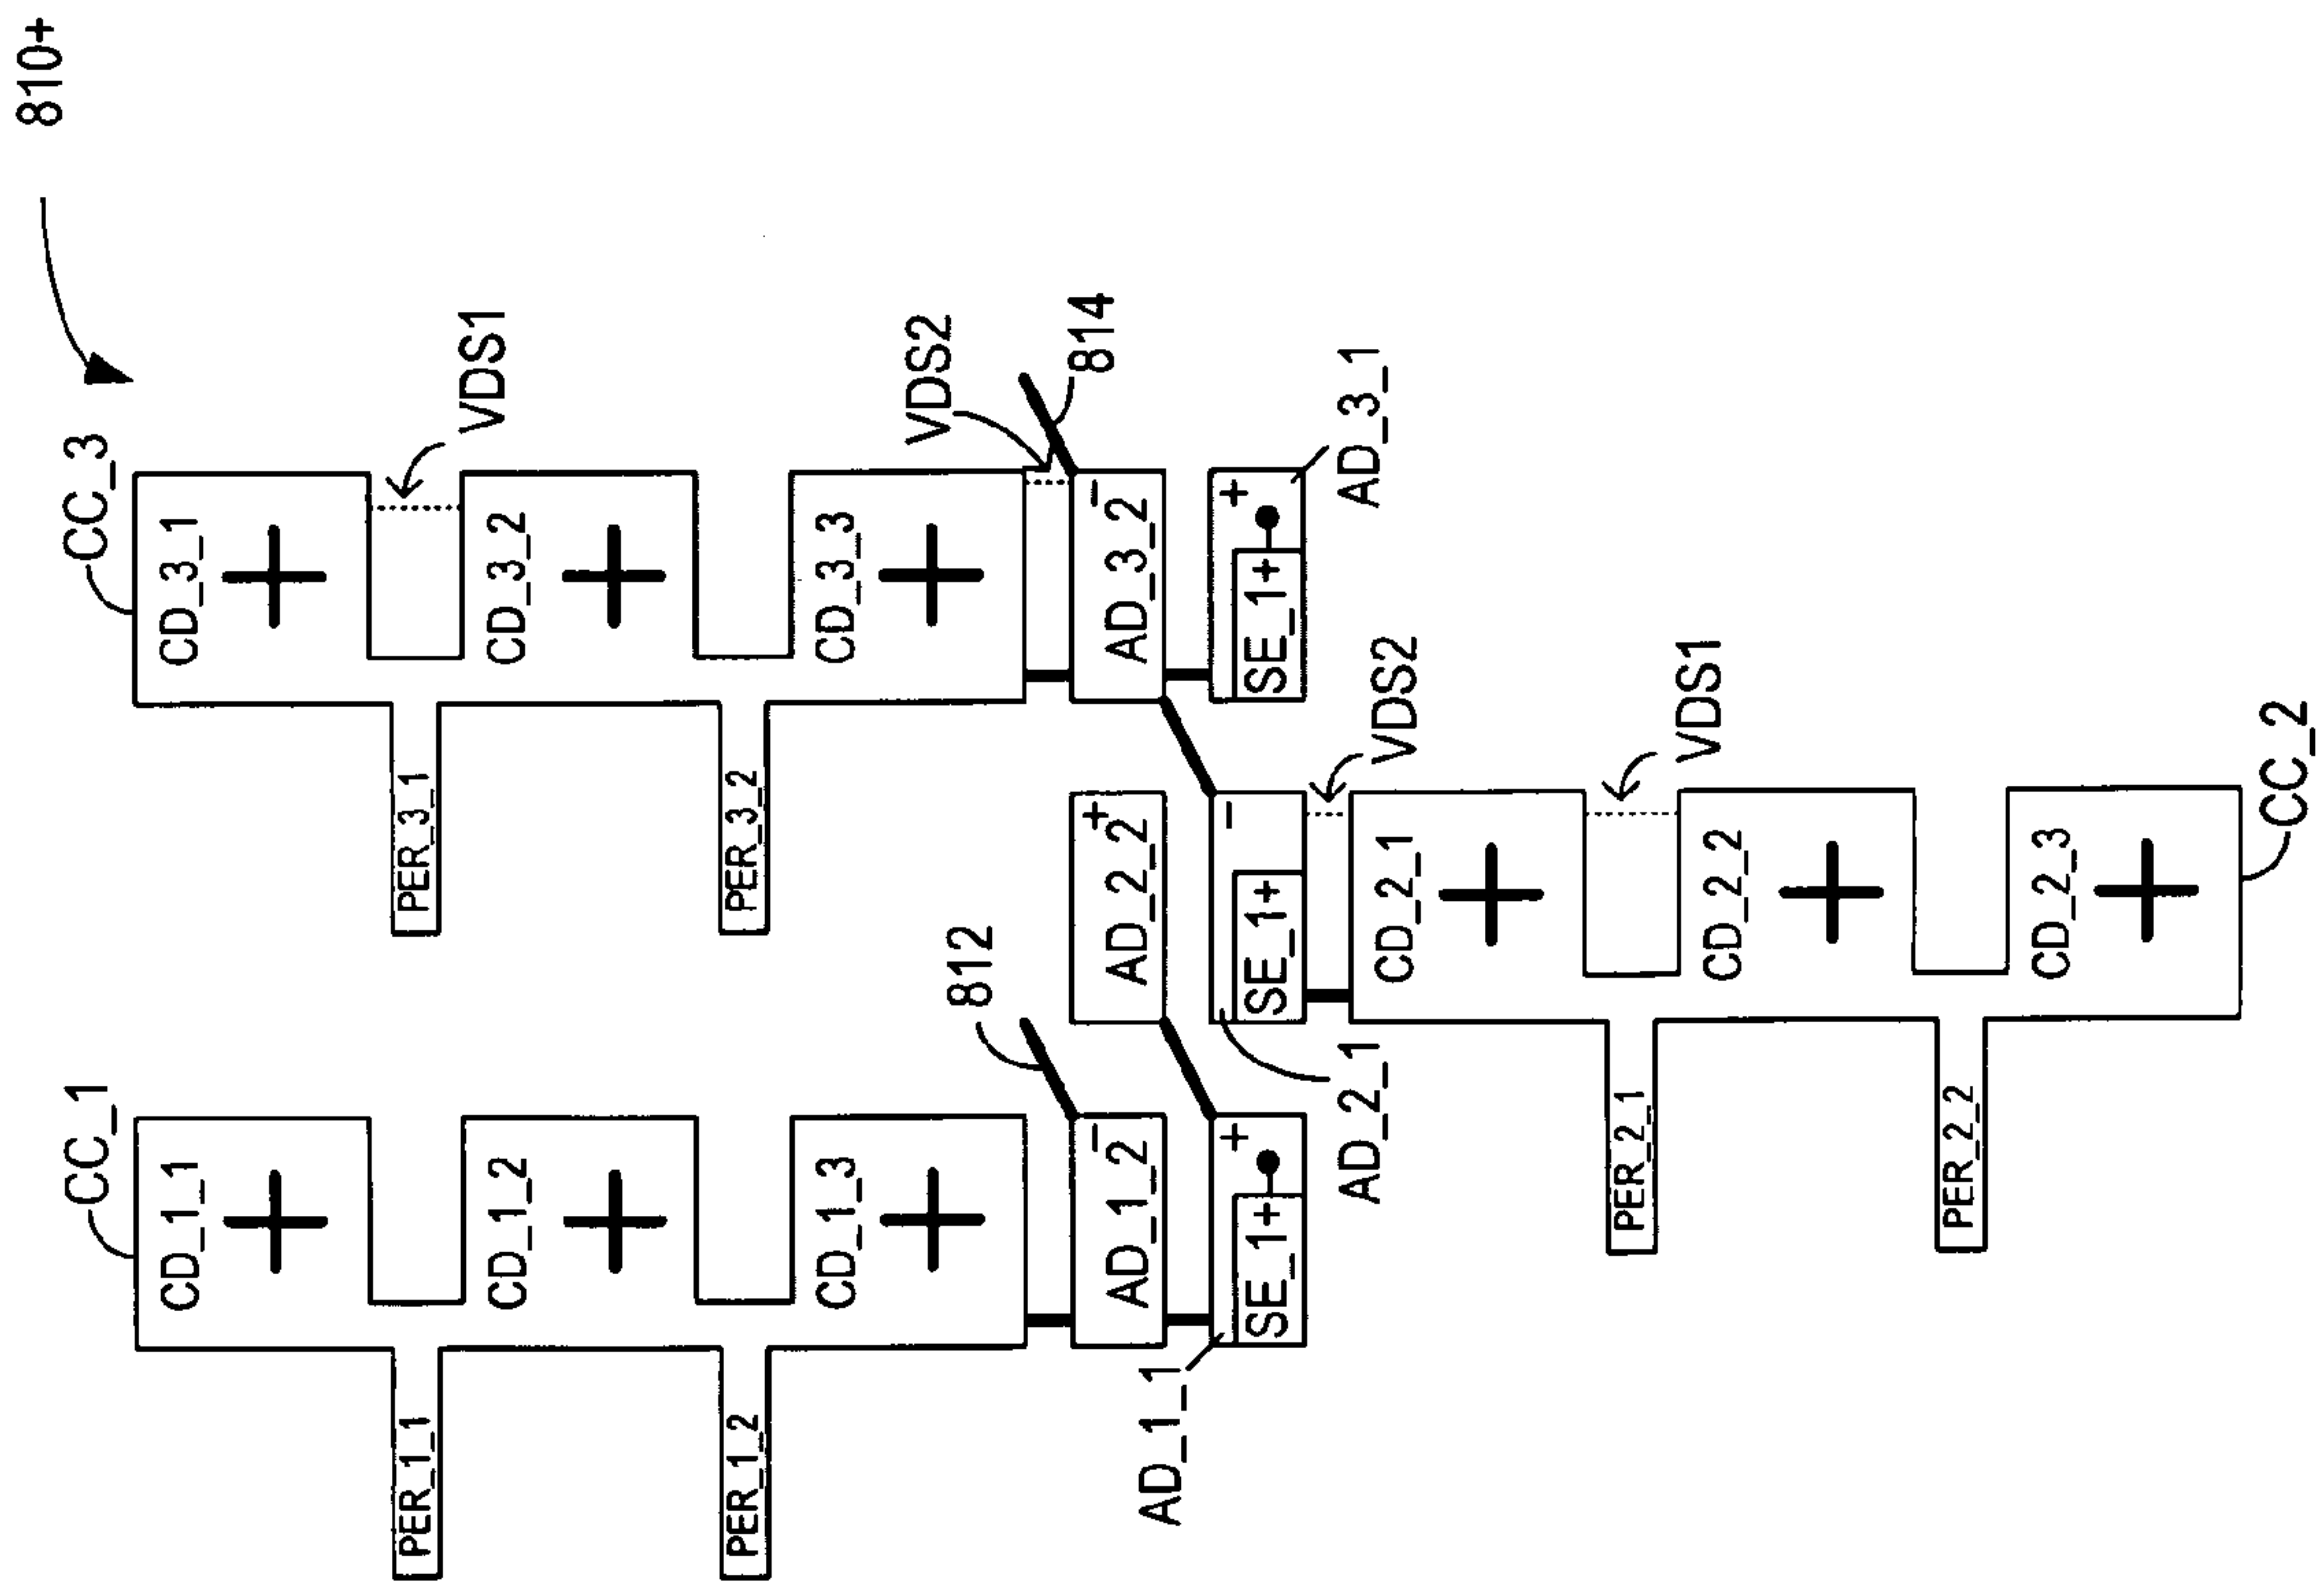 810+
CC_1
CC_3
CD_1_1
+
CD_3_1
+
PER_1_1
PER_3_1
VDS1
CD_1_2
+
CD_3_2
+
PER_1_2
PER_3_2
CD_1_3
+
CD_3_3
+
VDS2
812
814
AD_1_2
–
AD_2_2
+
AD_3_2
–
AD_1_1
SE_1+
+
SE_1+
–
SE_1+
+
AD_2_1
AD_3_1
VDS2
CD_2_1
+
PER_2_1
VDS1
CD_2_2
+
PER_2_2
CD_2_3
+
CC_2